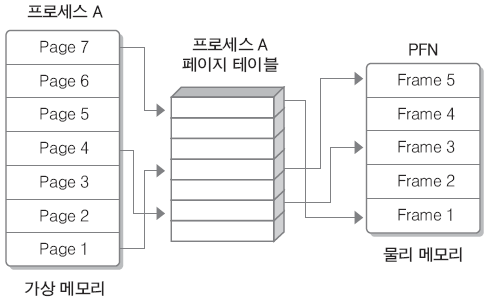 프로세스 A
Page 7
Page 6
Page 5
Page 4
Page 3
Page 2
Page 1
가상 메모리
프로세스 A
페이지 테이블
PFN
Frame 5
Frame 4
Frame 3
Frame 2
Frame 1
물리 메모리